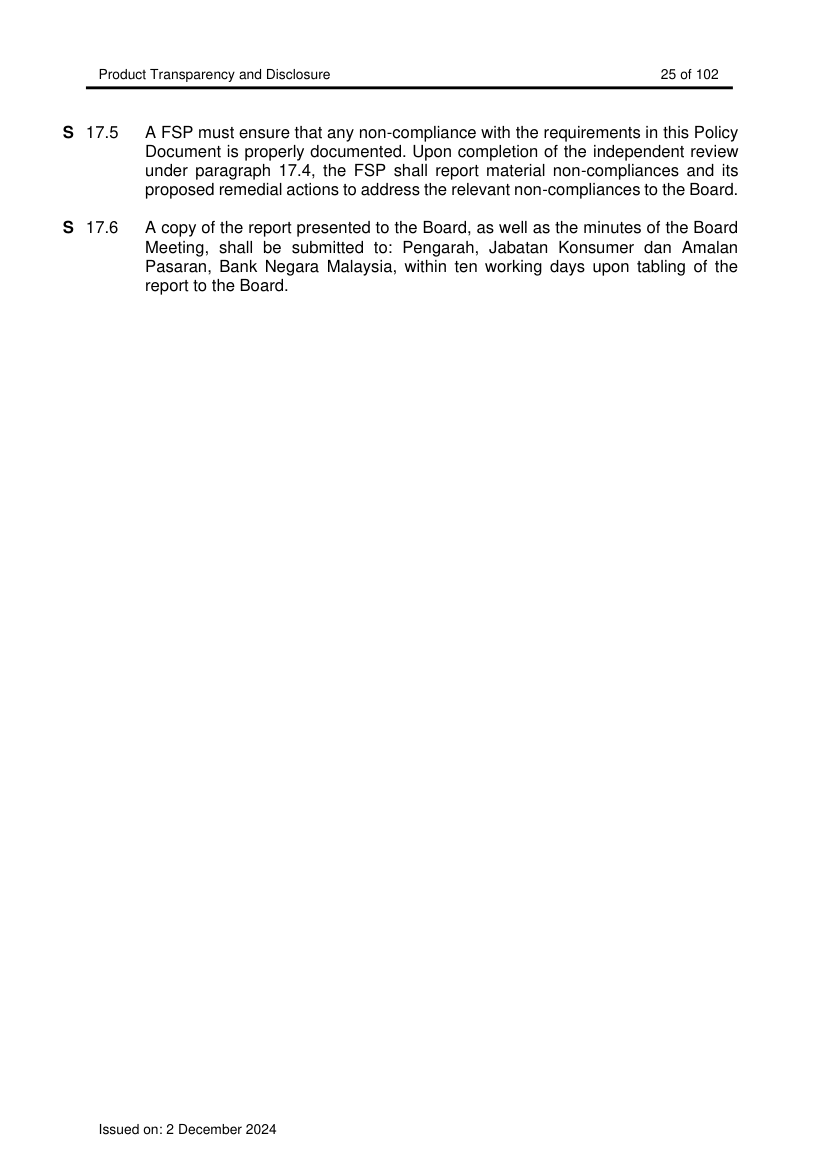 Product Transparency and Disclosure 25 of 102
S 17.5 A FSP must ensure that any non-compliance with the requirements in this Policy
Document is properly documented. Upon completion of the independent review
under paragraph 17.4, the FSP shall report material non-compliances and its
proposed remedial actions to address the relevant non-compliances to the Board.
S 17.6 A copy of the report presented to the Board, as well as the minutes of the Board
Meeting, shall be submitted to: Pengarah, Jabatan Konsumer dan Amalan
Pasaran, Bank Negara Malaysia, within ten working days upon tabling of the
report to the Board.
Issued on: 2 December 2024